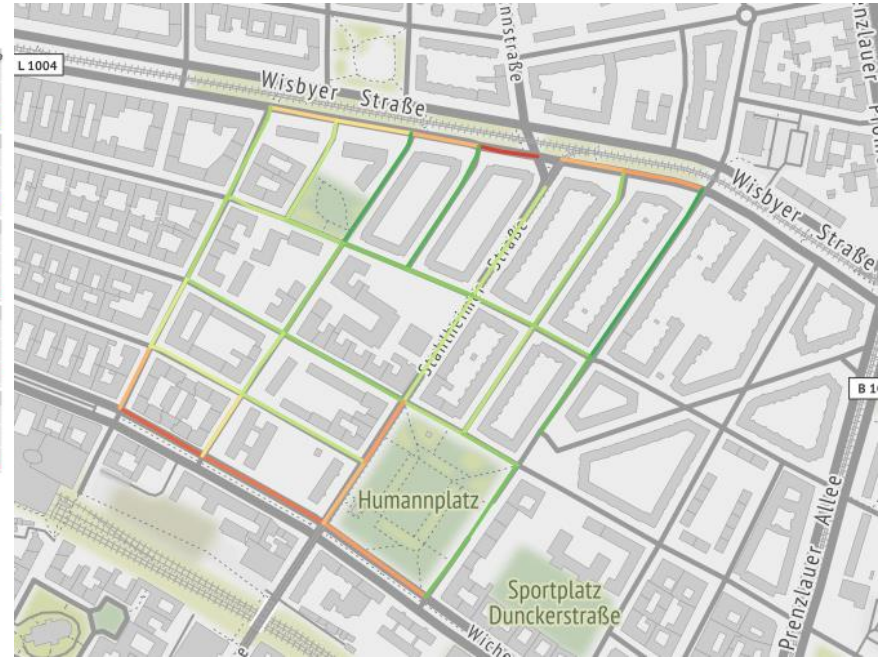 L 1004
Wisbyer Straße
nnstraße
Wisbyer Straße
Stahlheimer Straße
B 1
Humannplatz
Prenzlauer Allee
Sportplatz
Dunckerstraße
Wiche